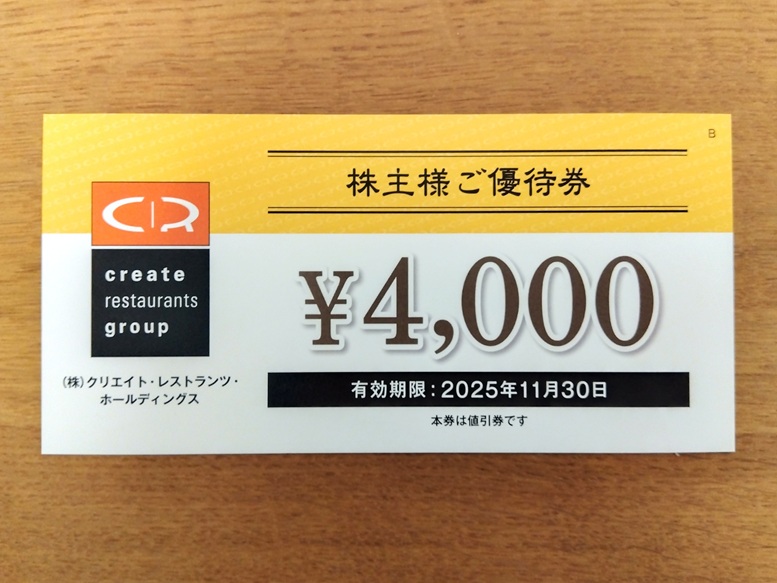 B
株主様ご優待券
CR
create
restaurants
group
¥4,000
(株)クリエイト・レストランツ・
ホールディングス
有効期限：2025年11月30日
本券は値引券です